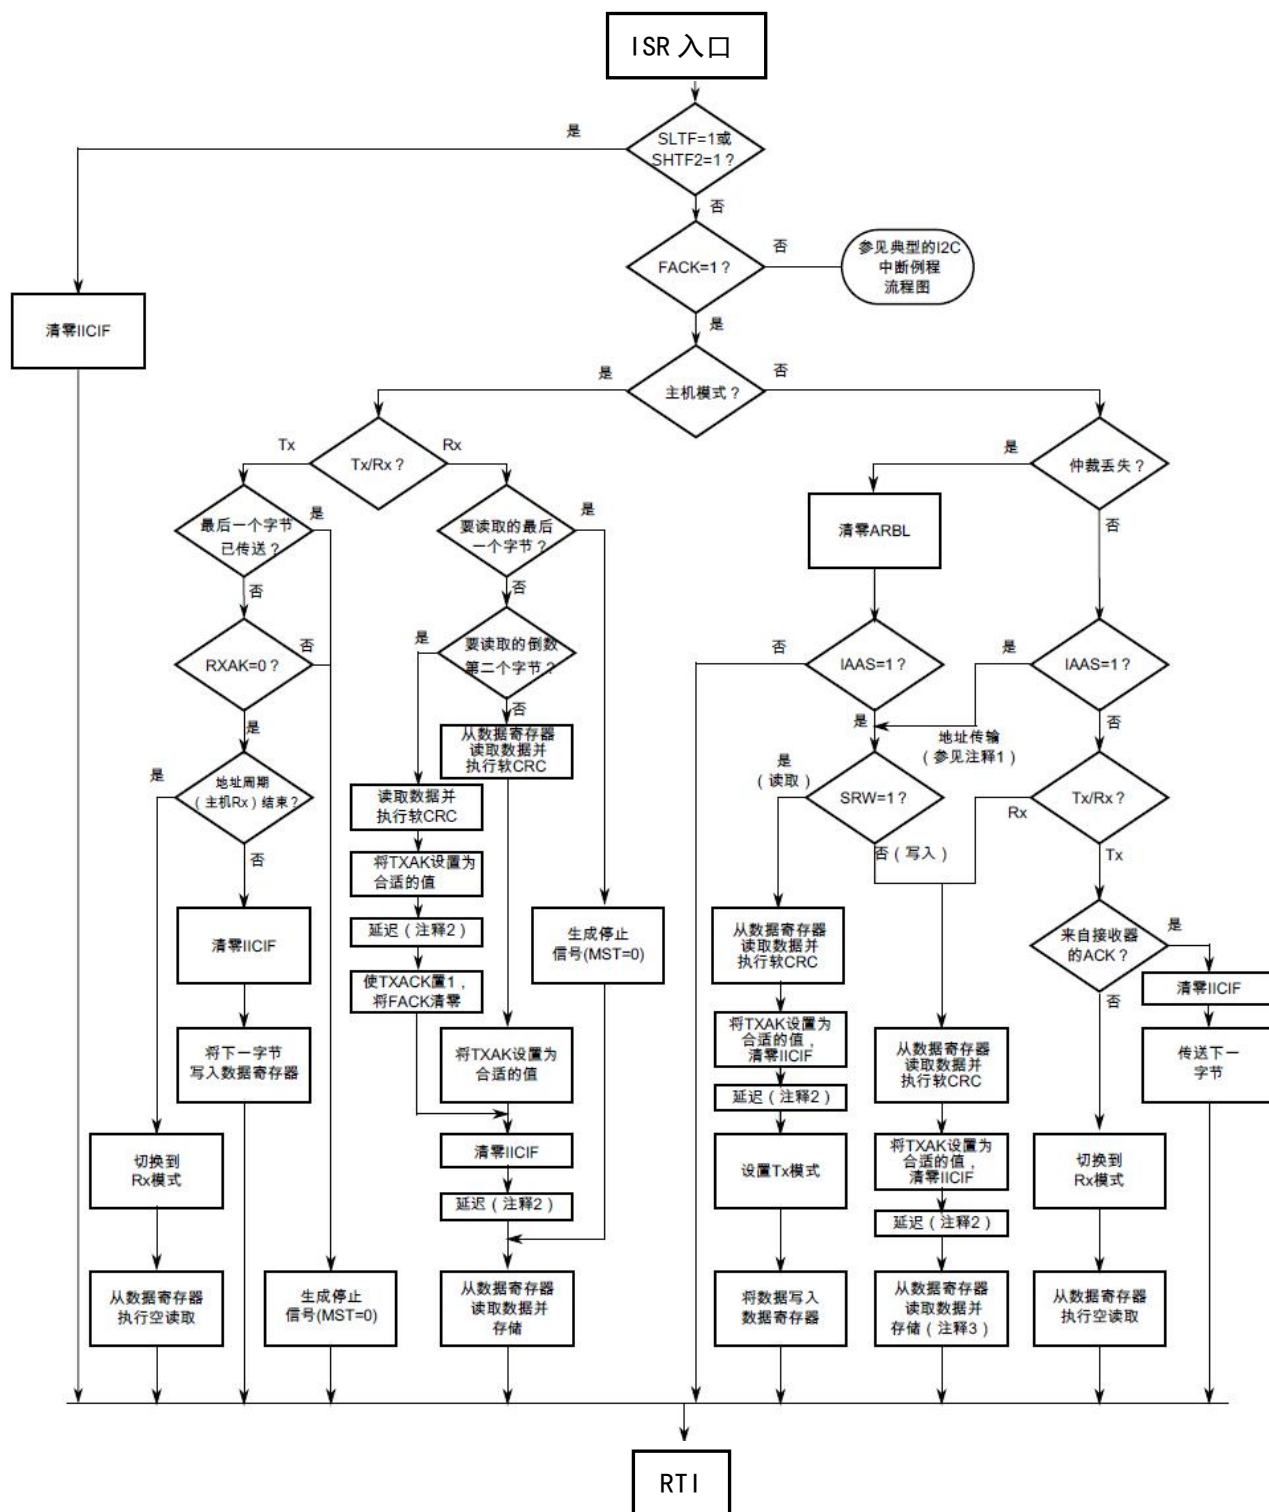 ISR 入口
是
SLTF=1或
SHTF2=1？
否
FACK=1？
否
参见典型的I2C
中断例程
流程图
是
清零IICIF
主机模式？
是
否
Tx
Tx/Rx？
Rx
是
仲裁丢失？
否
最后一个字节
已传送？
是
否
要读取的最后
一个字节？
是
否
清零ARBL
RXAK=0？
否
是
要读取的倒数
第二个字节？
是
否
IAAS=1？
否
是
IAAS=1？
是
否
地址传输
（参见注释1）
从数据寄存器
读取数据并
执行软CRC
地址周期
（主机Rx）结束？
是
否
读取数据并
执行软CRC
将TXAK设置为
合适的值
延迟（注释2）
使TXACK置1，
将FACK清零
是
（读取）
SRW=1？
否（写入）
Tx/Rx？
Rx
Tx
清零IICIF
生成停止
信号(MST=0)
从数据寄存器
读取数据并
执行软CRC
来自接收器
的ACK？
是
否
清零IICIF
将下一字节
写入数据寄存器
将TXAK设置为
合适的值
将TXAK设置为
合适的值，
清零IICIF
延迟（注释2）
从数据寄存器
读取数据并
执行软CRC
传送下一
字节
切换到
Rx模式
清零IICIF
延迟（注释2）
设置Tx模式
将TXAK设置为
合适的值，
清零IICIF
延迟（注释2）
切换到
Rx模式
从数据寄存器
执行空读取
生成停止
信号(MST=0)
从数据寄存器
读取数据并
存储
将数据写入
数据寄存器
从数据寄存器
读取数据并
存储（注释3）
从数据寄存器
执行空读取
RTI